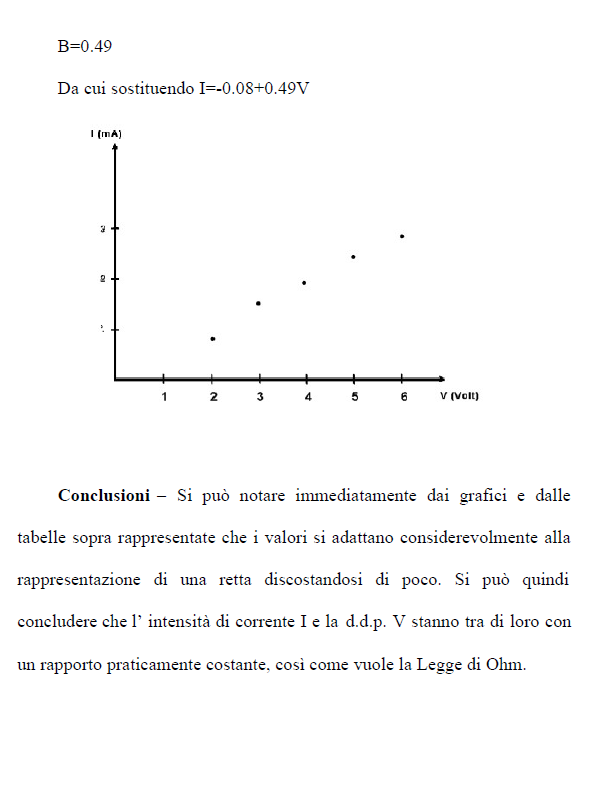 B=0.49
Da cui sostituendo I=-0.08+0.49V
I (mA)
3
2
1 2 3 4 5 6 V (Volt)
Conclusioni – Si può notare immediatamente dai grafici e dalle
tabelle sopra rappresentate che i valori si adattano considerevolmente alla
rappresentazione di una retta discostandosi di poco. Si può quindi
concludere che l’ intensità di corrente I e la d.d.p. V stanno tra di loro con
un rapporto praticamente costante, così come vuole la Legge di Ohm.